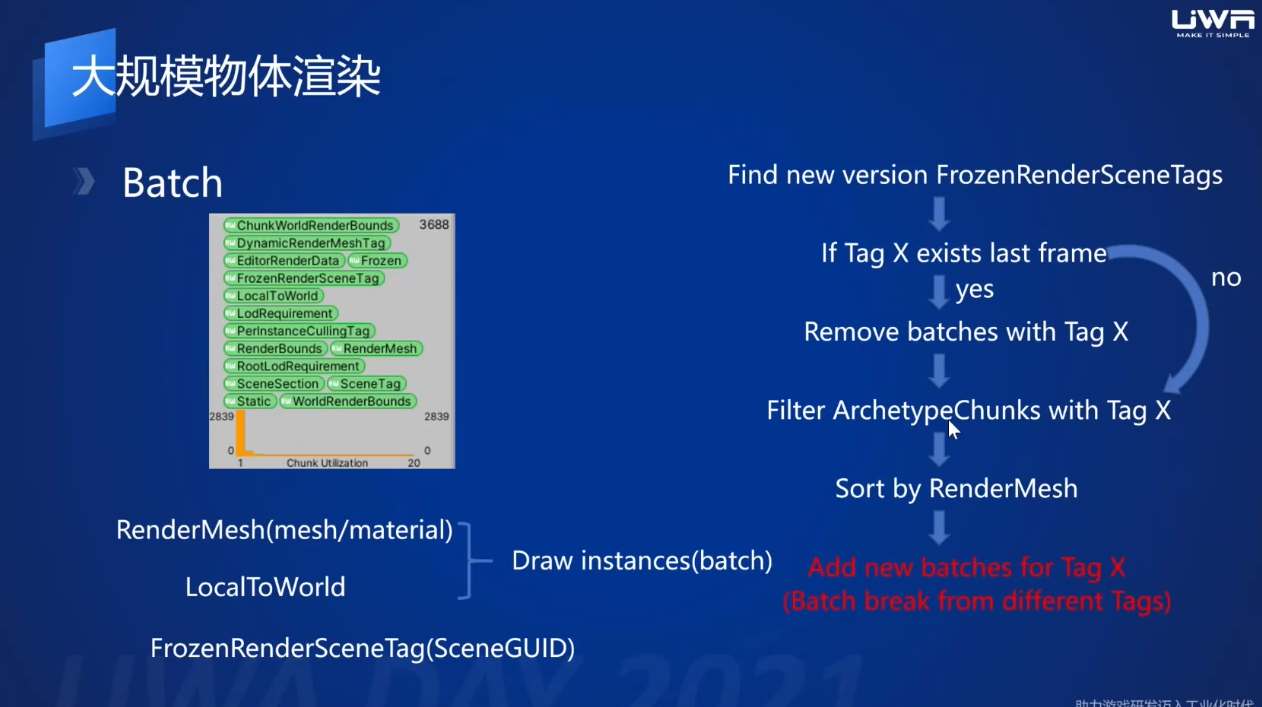 UWA
MAKE IT SIMPLE
大规模物体渲染
Batch
ChunkWorldRenderBounds 3688
DynamicRenderMeshTag
EditorRenderData Frozen
FrozenRenderSceneTag
LocalToWorld
LodRequirement
PerInstanceCullingTag
RenderBounds RenderMesh
RootLodRequirement
SceneSection SceneTag
Static WorldRenderBounds
2839 2839
0 0
1 Chunk Utilization 20
RenderMesh(mesh/material)
LocalToWorld
Draw instances(batch)
FrozenRenderSceneTag(SceneGUID)
Find new version FrozenRenderSceneTags
If Tag X exists last frame
no
yes
Remove batches with Tag X
Filter ArchetypeChunks with Tag X
Sort by RenderMesh
Add new batches for Tag X
(Batch break from different Tags)
UWA DAY 2021
助力游戏研发迈入工业化时代